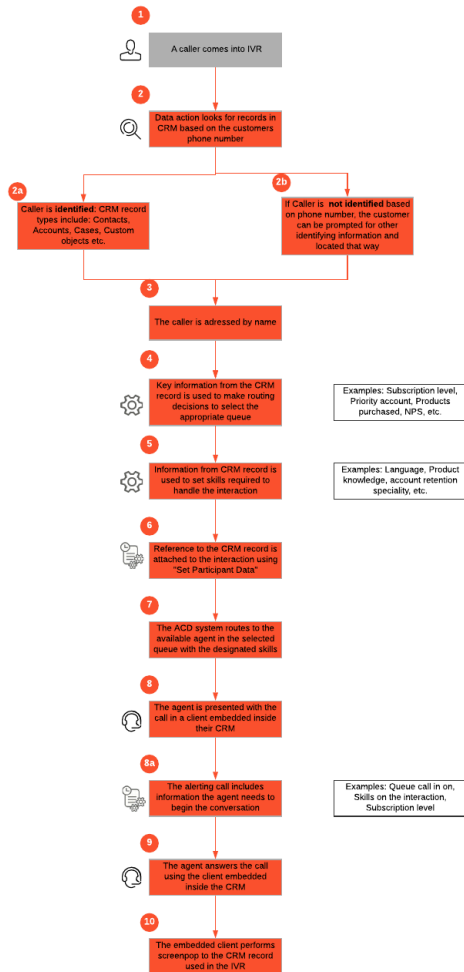 1
A caller comes into IVR
2
Data action looks for records in
CRM based on the customers
phone number
2a
Caller is identified: CRM record
types include: Contacts,
Accounts, Cases, Custom
objects etc.
2b
If Caller is not identified based
on phone number, the customer
can be prompted for other
identifying information and
located that way
3
The caller is adressed by name
4
Key information from the CRM
record is used to make routing
decisions to select the
appropriate queue
Examples: Subscription level,
Priority account, Products
purchased, NPS, etc.
5
Information from CRM record is
used to set skills required to
handle the interaction
Examples: Language, Product
knowledge, account retention
speciality, etc.
6
Reference to the CRM record is
attached to the interaction using
"Set Participant Data"
7
The ACD system routes to the
available agent in the selected
queue with the designated skills
8
The agent is presented with the
call in a client embedded inside
their CRM
8a
The alerting call includes
information the agent needs to
begin the conversation
Examples: Queue call in on,
Skills on the interaction,
Subscription level
9
The agent answers the call
using the client embedded
inside the CRM
10
The embedded client performs
screenpop to the CRM record
used in the IVR